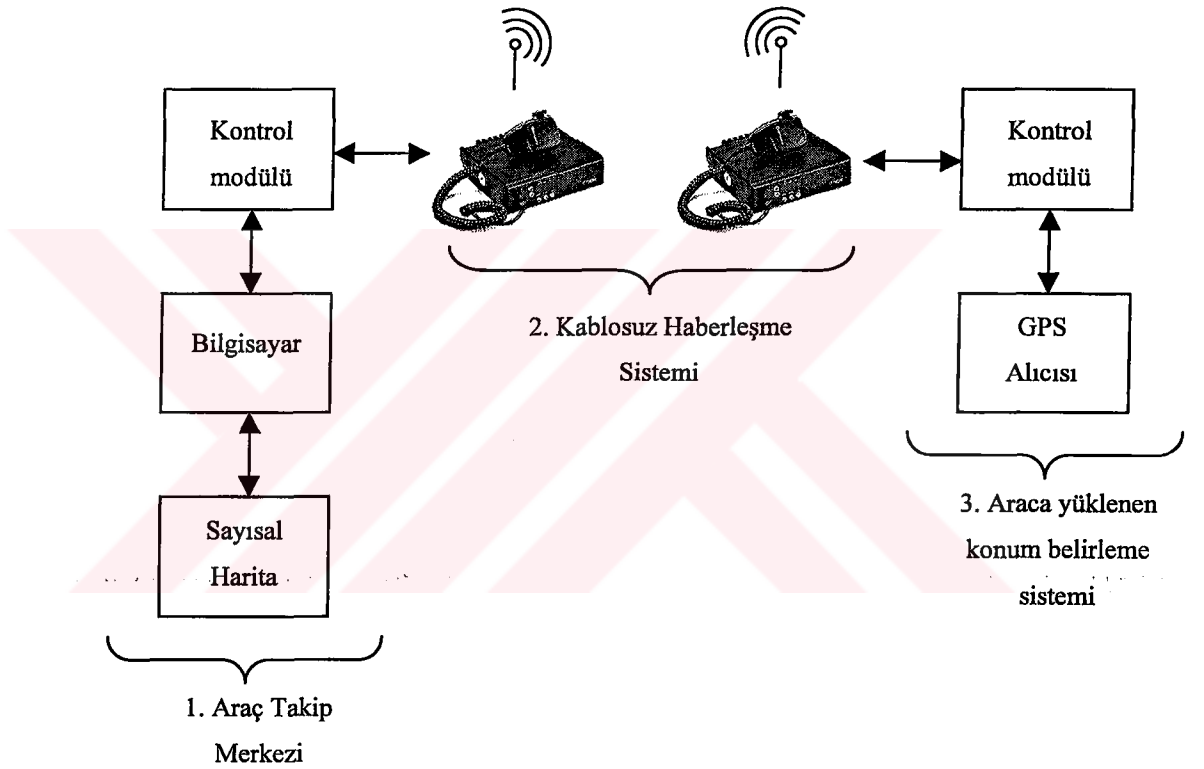 Kontrol
modülü
Kontrol
modülü
Bilgisayar
2. Kablosuz Haberleşme
Sistemi
GPS
Alıcısı
Sayısal
Harita
3. Araca yüklenen
konum belirleme
sistemi
1. Araç Takip
Merkezi